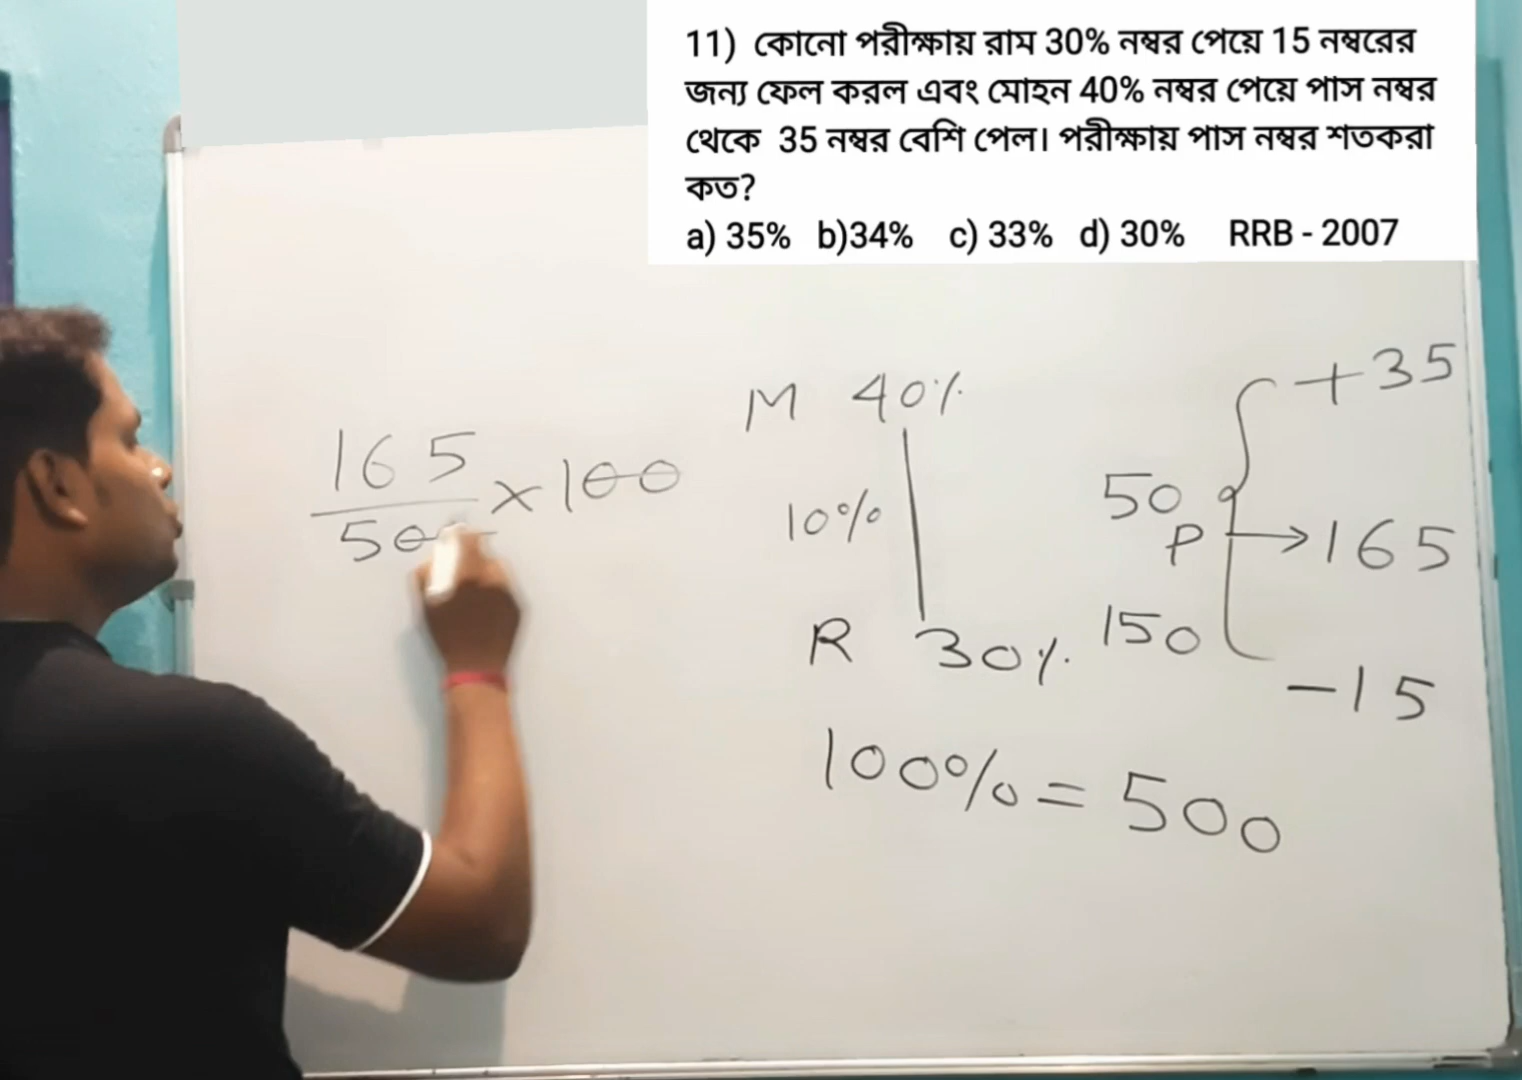 11) কোনো পরীক্ষায় রাম 30% নম্বর পেয়ে 15 নম্বরের
জন্য ফেল করল এবং মোহন 40% নম্বর পেয়ে পাস নম্বর
থেকে 35 নম্বর বেশি পেল। পরীক্ষায় পাস নম্বর শতকরা
কত?
a) 35% b)34% c) 33% d) 30% RRB - 2007
M 40% +35
165 × 100
50
10% 50
P → 165
R 30% 150
-15
100% = 500